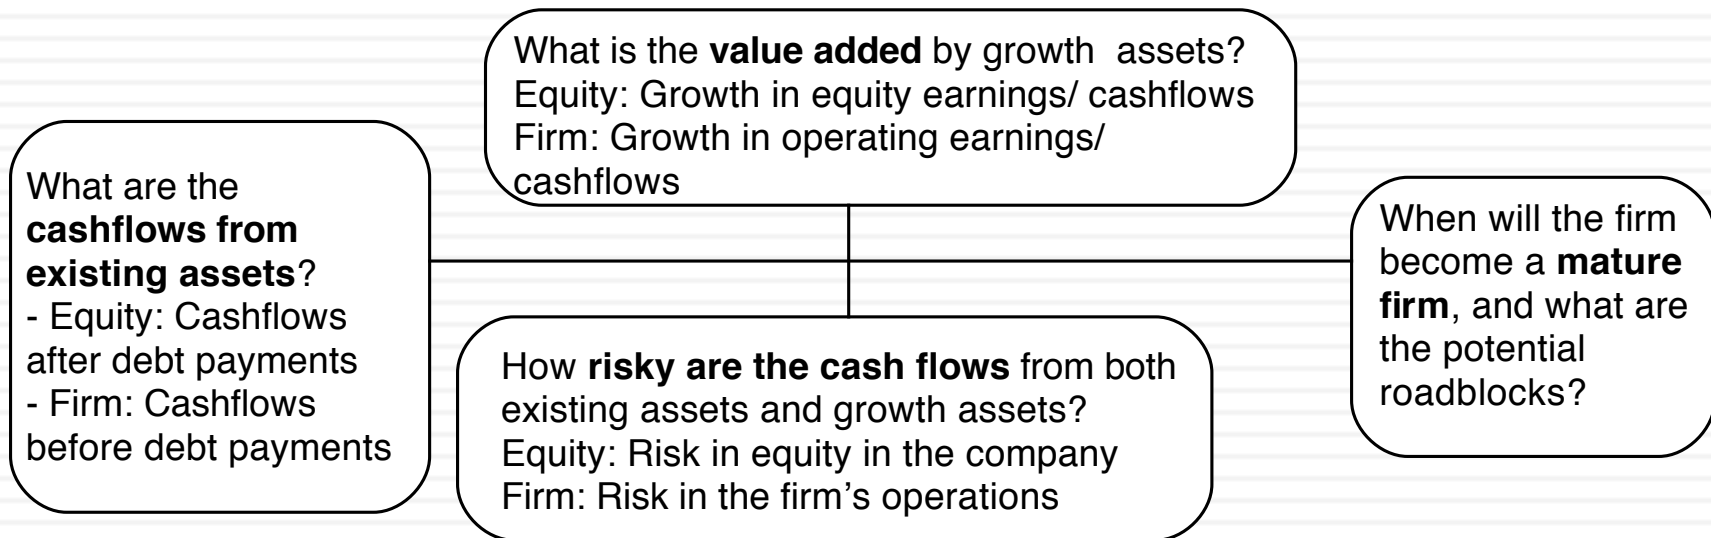 What is the value added by growth  assets?
Equity: Growth in equity earnings/ cashflows
Firm: Growth in operating earnings/
cashflows
What are the
cashflows from
existing assets?
- Equity: Cashflows
after debt payments
- Firm: Cashflows
before debt payments
How risky are the cash flows from both
existing assets and growth assets?
Equity: Risk in equity in the company
Firm: Risk in the firm’s operations
When will the firm
become a mature
firm, and what are
the potential
roadblocks?